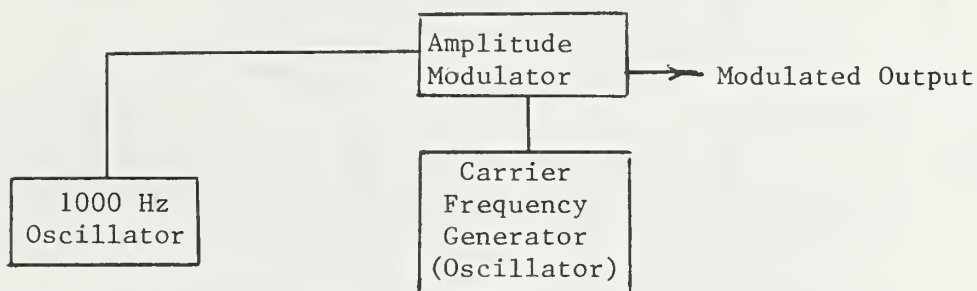 Amplitude
Modulator
Modulated Output
1000 Hz
Oscillator
Carrier
Frequency
Generator
(Oscillator)